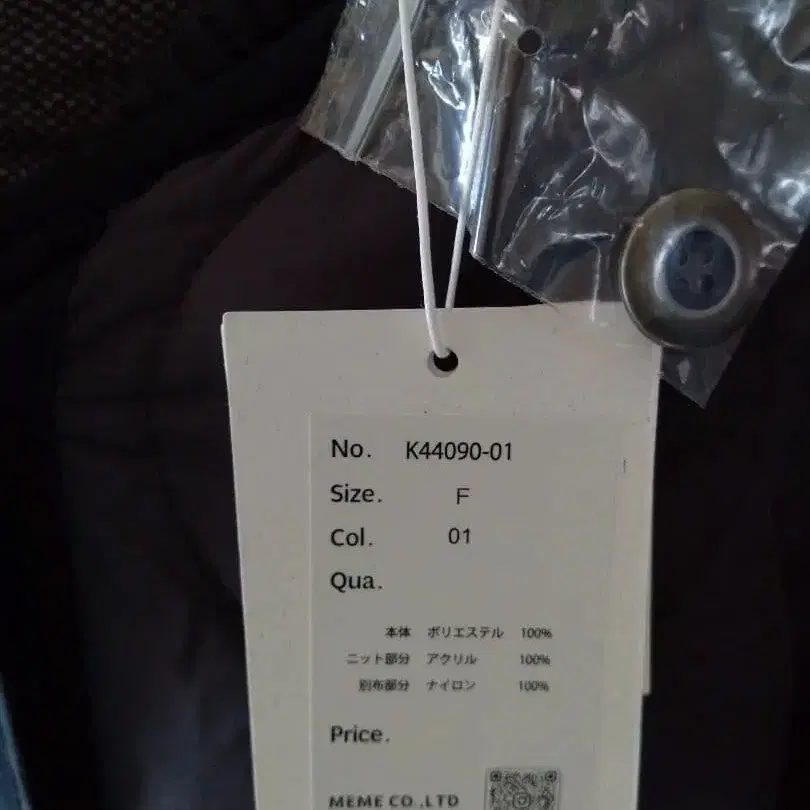 No. K44090-01
Size. F
Col. 01
Qua.
本体 ポリエステル 100%
ニット部分 アクリル 100%
別布部分 ナイロン 100%
Price.
MEME CO.,LTD